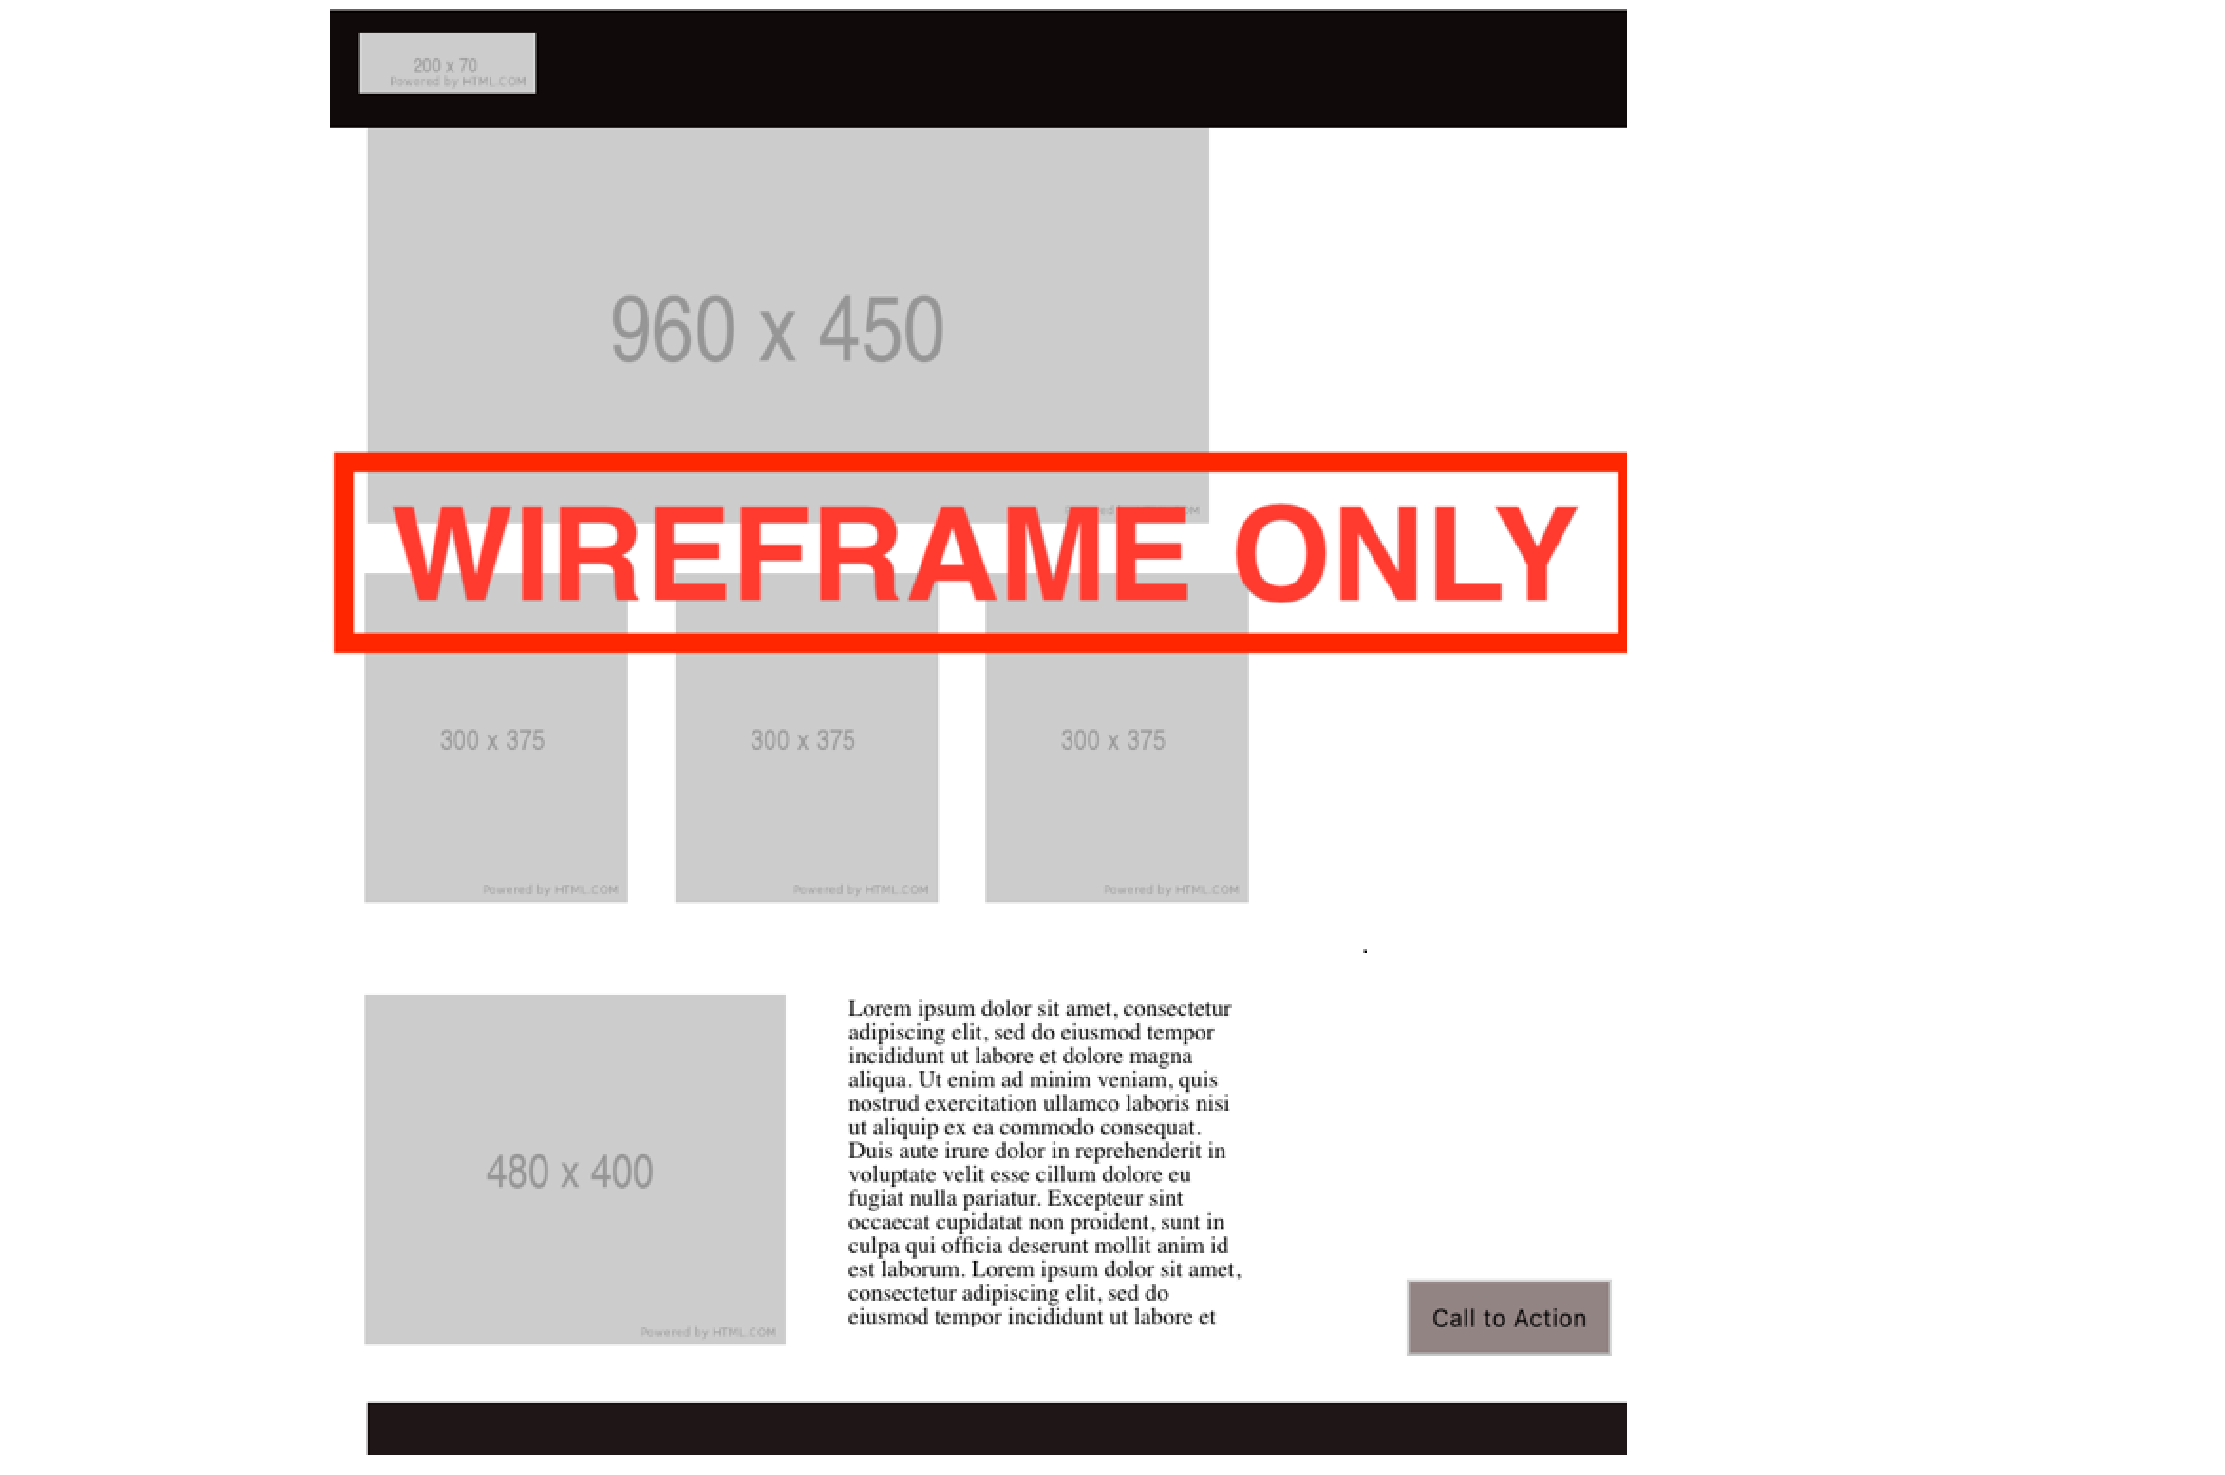 200 x 70
Powered by HTML.COM
960 x 450
WIREFRAME ONLY
300 x 375
300 x 375
300 x 375
Powered by HTML.COM
Powered by HTML.COM
Powered by HTML.COM
Lorem ipsum dolor sit amet, consectetur
adipiscing elit, sed do eiusmod tempor
incididunt ut labore et dolore magna
aliqua. Ut enim ad minim veniam, quis
nostrud exercitation ullamco laboris nisi
ut aliquip ex ea commodo consequat.
Duis aute irure dolor in reprehenderit in
voluptate velit esse cillum dolore eu
fugiat nulla pariatur. Excepteur sint
occaecat cupidatat non proident, sunt in
culpa qui officia deserunt mollit anim id
est laborum. Lorem ipsum dolor sit amet,
consectetur adipiscing elit, sed do
eiusmod tempor incididunt ut labore et
480 x 400
Powered by HTML.COM
Call to Action